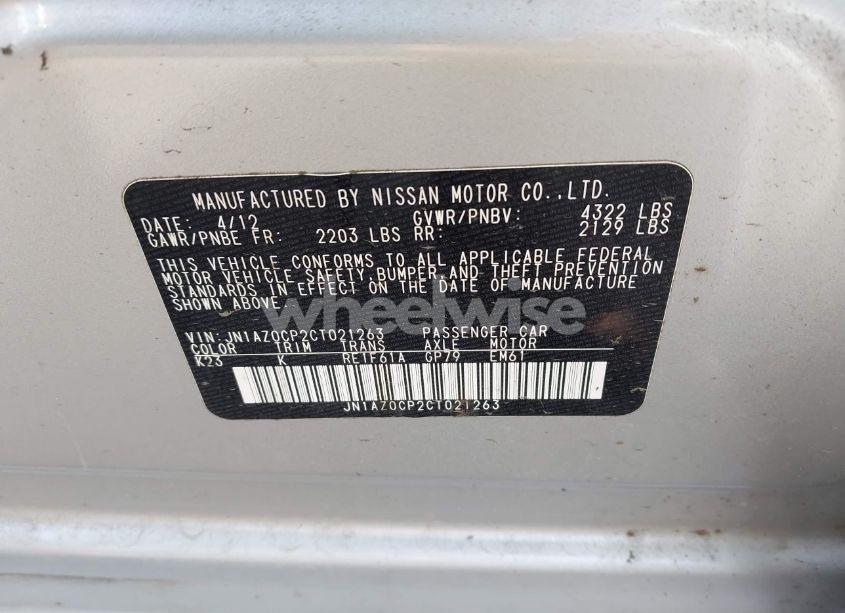 MANUFACTURED BY NISSAN MOTOR CO.,LTD.
DATE: 4/12 GVWR/PNBV: 4322 LBS
GAWR/PNBE FR: 2203 LBS RR: 2129 LBS
THIS VEHICLE CONFORMS TO ALL APPLICABLE FEDERAL
MOTOR VEHICLE SAFETY,BUMPER,AND THEFT PREVENTION
STANDARDS IN EFFECT ON THE DATE OF MANUFACTURE
SHOWN ABOVE.
wheelwise
VIN: JN1AZ0CP2CT021263 PASSENGER CAR
COLOR TRIM TRANS AXLE MOTOR
K23 K RE1F61A GP79 EM61
JN1AZ0CP2CT021263